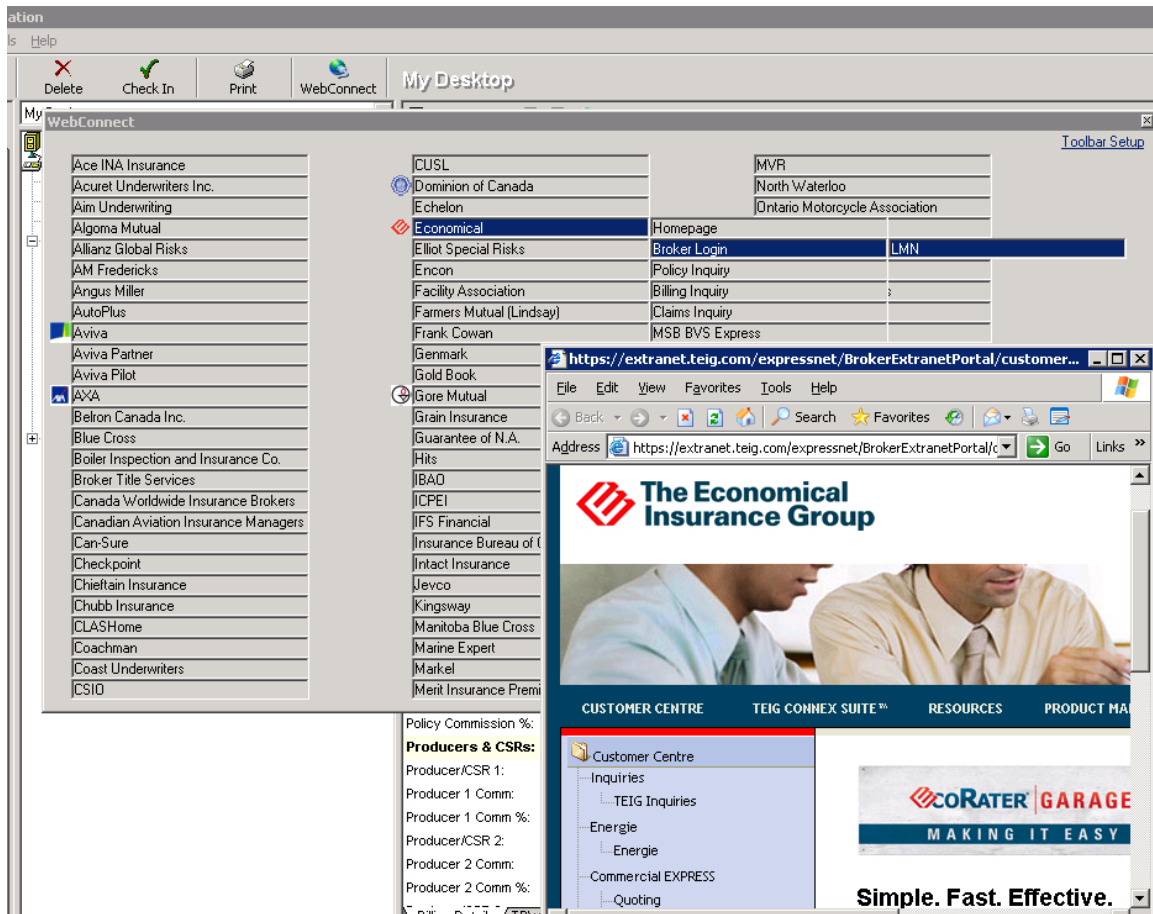 ation
ls Help
Delete Check In Print WebConnect My Desktop
My
WebConnect
Toolbar Setup
Ace INA Insurance
Acuret Underwriters Inc.
Aim Underwriting
Algoma Mutual
Allianz Global Risks
AM Fredericks
Angus Miller
AutoPlus
Aviva
Aviva Partner
Aviva Pilot
AXA
Belron Canada Inc.
Blue Cross
Boiler Inspection and Insurance Co.
Broker Title Services
Canada Worldwide Insurance Brokers
Canadian Aviation Insurance Managers
Can-Sure
Checkpoint
Chieftain Insurance
Chubb Insurance
CLASHome
Coachman
Coast Underwriters
CSIO
CUSL
Dominion of Canada
Echelon
Economical
Elliot Special Risks
Encon
Facility Association
Farmers Mutual (Lindsay)
Frank Cowan
Genmark
Gold Book
Gore Mutual
Grain Insurance
Guarantee of N.A.
Hits
IBAO
ICPEI
IFS Financial
Insurance Bureau of
Intact Insurance
Jevco
Kingsway
Manitoba Blue Cross
Marine Expert
Markel
Merit Insurance Premi
MVR
North Waterloo
Ontario Motorcycle Association
Homepage
Broker Login
Policy Inquiry
Billing Inquiry
Claims Inquiry
MSB BVS Express
LMN
https://extranet.teig.com/expressnet/BrokerExtranetPortal/customer...
File Edit View Favorites Tools Help
Back Search Favorites
Address https://extranet.teig.com/expressnet/BrokerExtranetPortal/c Go Links »
The Economical
Insurance Group
CUSTOMER CENTRE TEIG CONNEX SUITE™ RESOURCES PRODUCT MA
Customer Centre
Inquiries
TEIG Inquiries
Energie
Energie
Commercial EXPRESS
Quoting
ecoRATER GARAGE
MAKING IT EASY
Simple. Fast. Effective.
Policy Commission %:
Producers & CSRs:
Producer/CSR 1:
Producer 1 Comm:
Producer 1 Comm %:
Producer/CSR 2:
Producer 2 Comm:
Producer 2 Comm %: